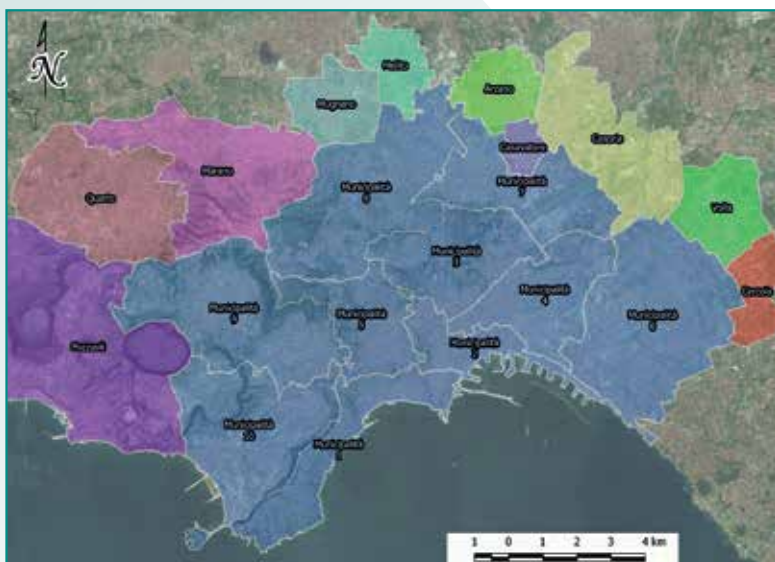 N
Melito
Mugnano
Arzano
Casoria
Casavatore
Marano
Quarto
Municipalità
8
Municipalità
7
Volla
Municipalità
3
Cercola
Municipalità
9
Municipalità
5
Municipalità
4
Municipalità
6
Municipalità
2
Pozzuoli
Municipalità
10
Municipalità
1
1 0 1 2 3 4 km